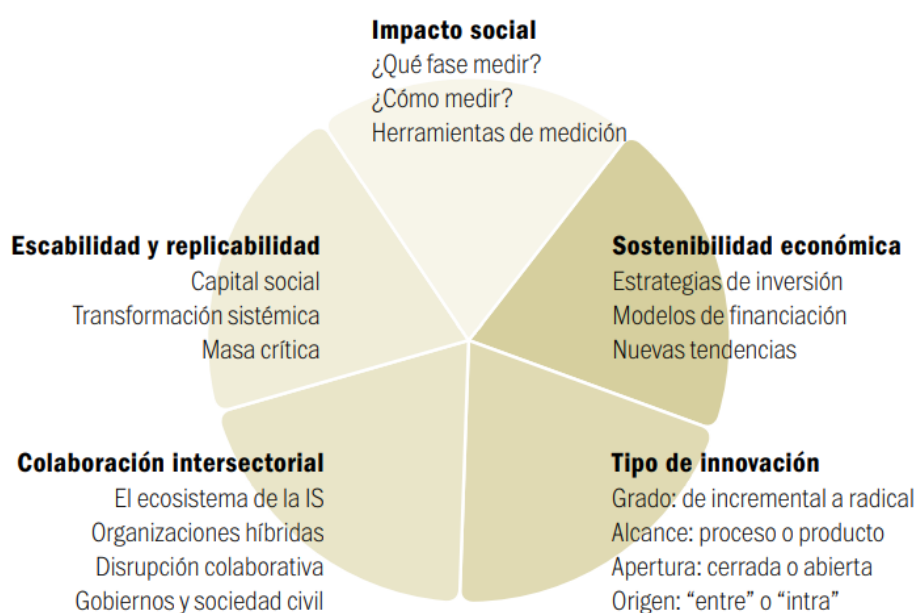 Impacto social
¿Qué fase medir?
¿Cómo medir?
Herramientas de medición
Escabilidad y replicabilidad
Capital social
Transformación sistémica
Masa crítica
Sostenibilidad económica
Estrategias de inversión
Modelos de financiación
Nuevas tendencias
Colaboración intersectorial
El ecosistema de la IS
Organizaciones híbridas
Disrupción colaborativa
Gobiernos y sociedad civil
Tipo de innovación
Grado: de incremental a radical
Alcance: proceso o producto
Apertura: cerrada o abierta
Origen: “entre” o “intra”